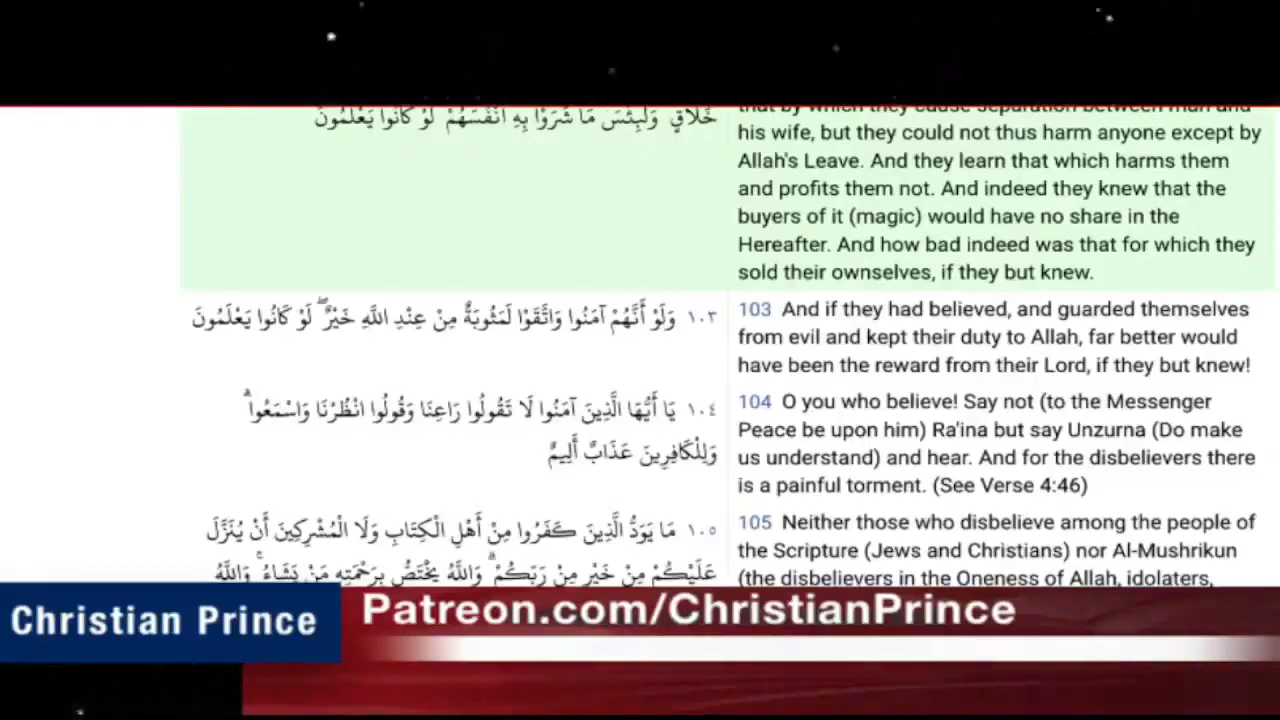 خَلَاقٍ وَلَبِئْسَ مَا شَرَوْا بِهِ أَنْفُسَهُمْ لَوْ كَانُوا يَعْلَمُونَ
that by which they cause separation between man and
his wife, but they could not thus harm anyone except by
Allah's Leave. And they learn that which harms them
and profits them not. And indeed they knew that the
buyers of it (magic) would have no share in the
Hereafter. And how bad indeed was that for which they
sold their ownselves, if they but knew.
١٠٣ وَلَوْ أَنَّهُمْ آمَنُوا وَاتَّقَوْا لَمَثُوبَةٌ مِنْ عِنْدِ اللَّهِ خَيْرٌ ۖ لَوْ كَانُوا يَعْلَمُونَ
103 And if they had believed, and guarded themselves
from evil and kept their duty to Allah, far better would
have been the reward from their Lord, if they but knew!
١٠٤ يَا أَيُّهَا الَّذِينَ آمَنُوا لَا تَقُولُوا رَاعِنَا وَقُولُوا انْظُرْنَا وَاسْمَعُوا ۗ
وَلِلْكَافِرِينَ عَذَابٌ أَلِيمٌ
104 O you who believe! Say not (to the Messenger
Peace be upon him) Ra'ina but say Unzurna (Do make
us understand) and hear. And for the disbelievers there
is a painful torment. (See Verse 4:46)
١٠٥ مَا يَوَدُّ الَّذِينَ كَفَرُوا مِنْ أَهْلِ الْكِتَابِ وَلَا الْمُشْرِكِينَ أَنْ يُنَزَّلَ
عَلَيْكُمْ مِنْ خَيْرٍ مِنْ رَبِّكُمْ ۗ وَاللَّهُ يَخْتَصُّ بِرَحْمَتِهِ مَنْ يَشَاءُ ۚ وَاللَّهُ
105 Neither those who disbelieve among the people of
the Scripture (Jews and Christians) nor Al-Mushrikun
(the disbelievers in the Oneness of Allah, idolaters,
Christian Prince
Patreon.com/ChristianPrince